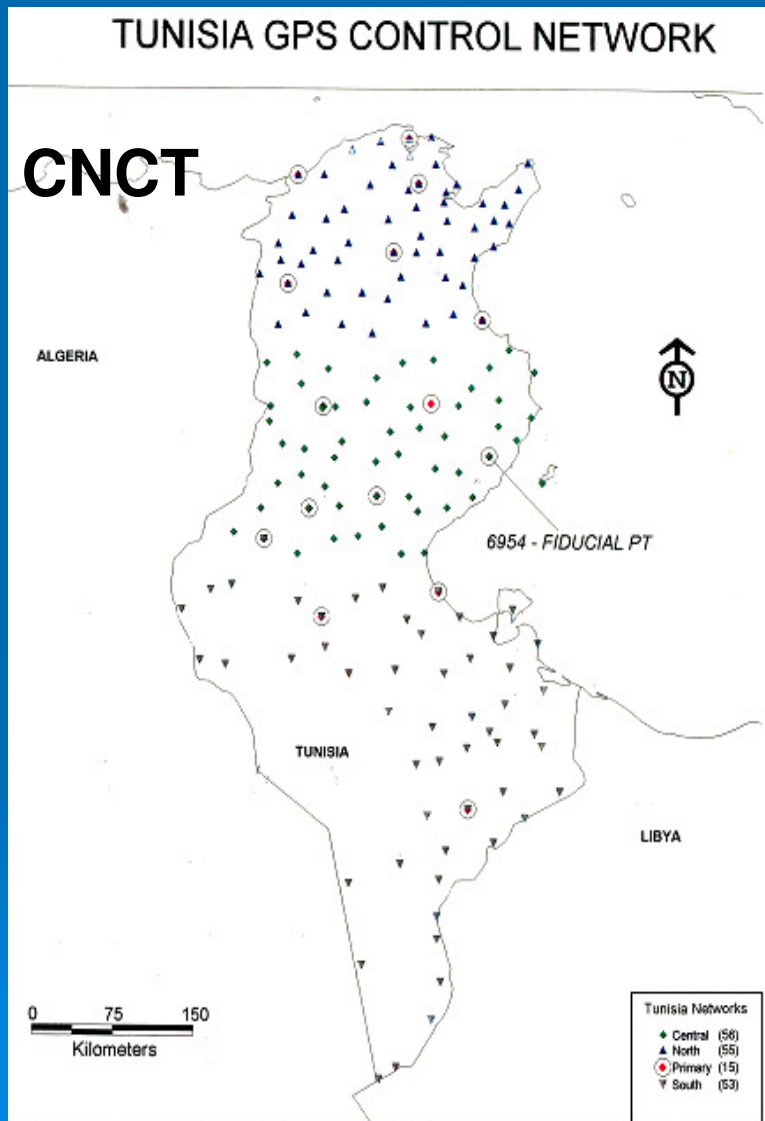 TUNISIA GPS CONTROL NETWORK
CNCT
ALGERIA
N
6954 - FIDUCIAL PT
TUNISIA
LIBYA
0 75 150
Kilometers
Tunisia Networks
Central (56)
North (55)
Primary (15)
South (53)